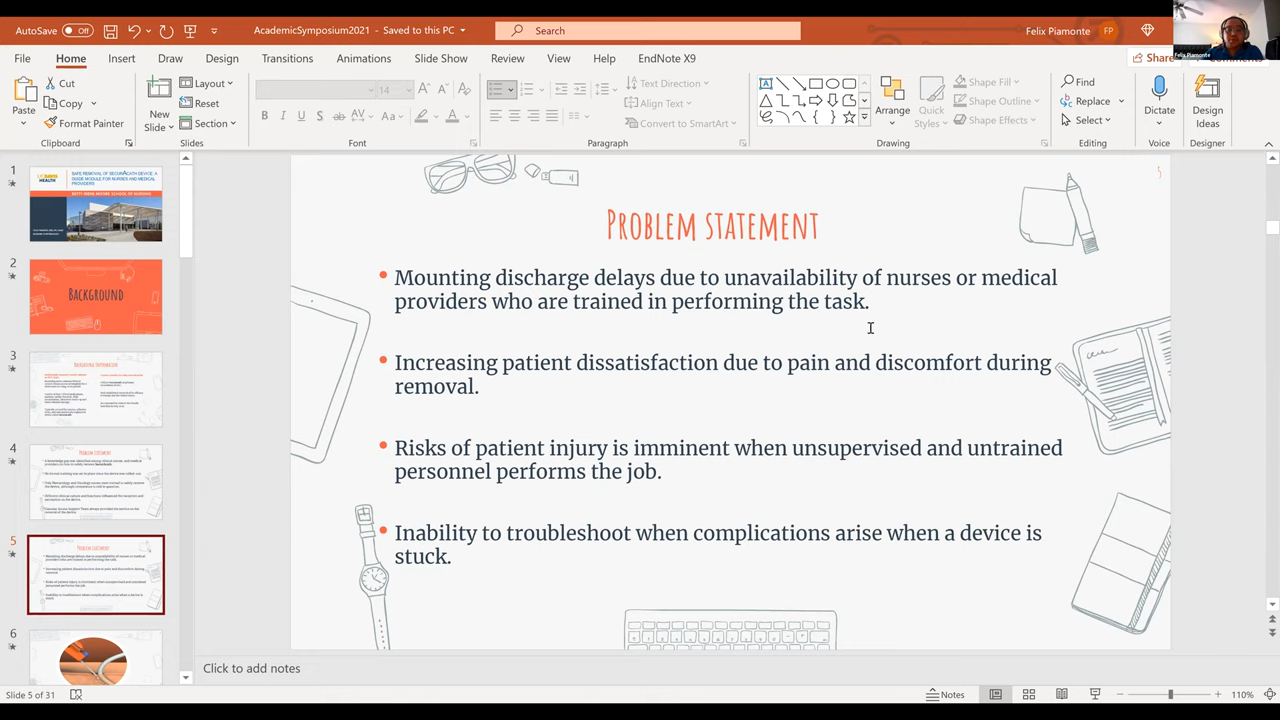 AutoSave Off AcademicSymposium2021 - Saved to this PC Search Felix Piamonte FP
Felix Piamonte
File Home Insert Draw Design Transitions Animations Slide Show Review View Help EndNote X9 Share Comments
Paste Cut Copy Format Painter Clipboard
New Slide Layout Reset Section Slides
14 Font
Text Direction Align Text Convert to SmartArt Paragraph
Arrange Quick Styles Shape Fill Shape Outline Shape Effects Drawing
Find Replace Select Editing
Dictate Voice
Design Ideas Designer
1
SAFE REMOVAL OF SECURACATH DEVICE: A
GUIDE MODULE FOR NURSES AND MEDICAL
PROVIDERS
UC DAVIS
HEALTH
BETTY IRENE MOORE SCHOOL OF NURSING
2
Background
3
Background Information
4
Problem statement
5
Problem statement
6
5
Problem statement
Mounting discharge delays due to unavailability of nurses or medical
providers who are trained in performing the task.
Increasing patient dissatisfaction due to pain and discomfort during
removal.
Risks of patient injury is imminent when unsupervised and untrained
personnel performs the job.
Inability to troubleshoot when complications arise when a device is
stuck.
Click to add notes
Slide 5 of 31 Notes 110%